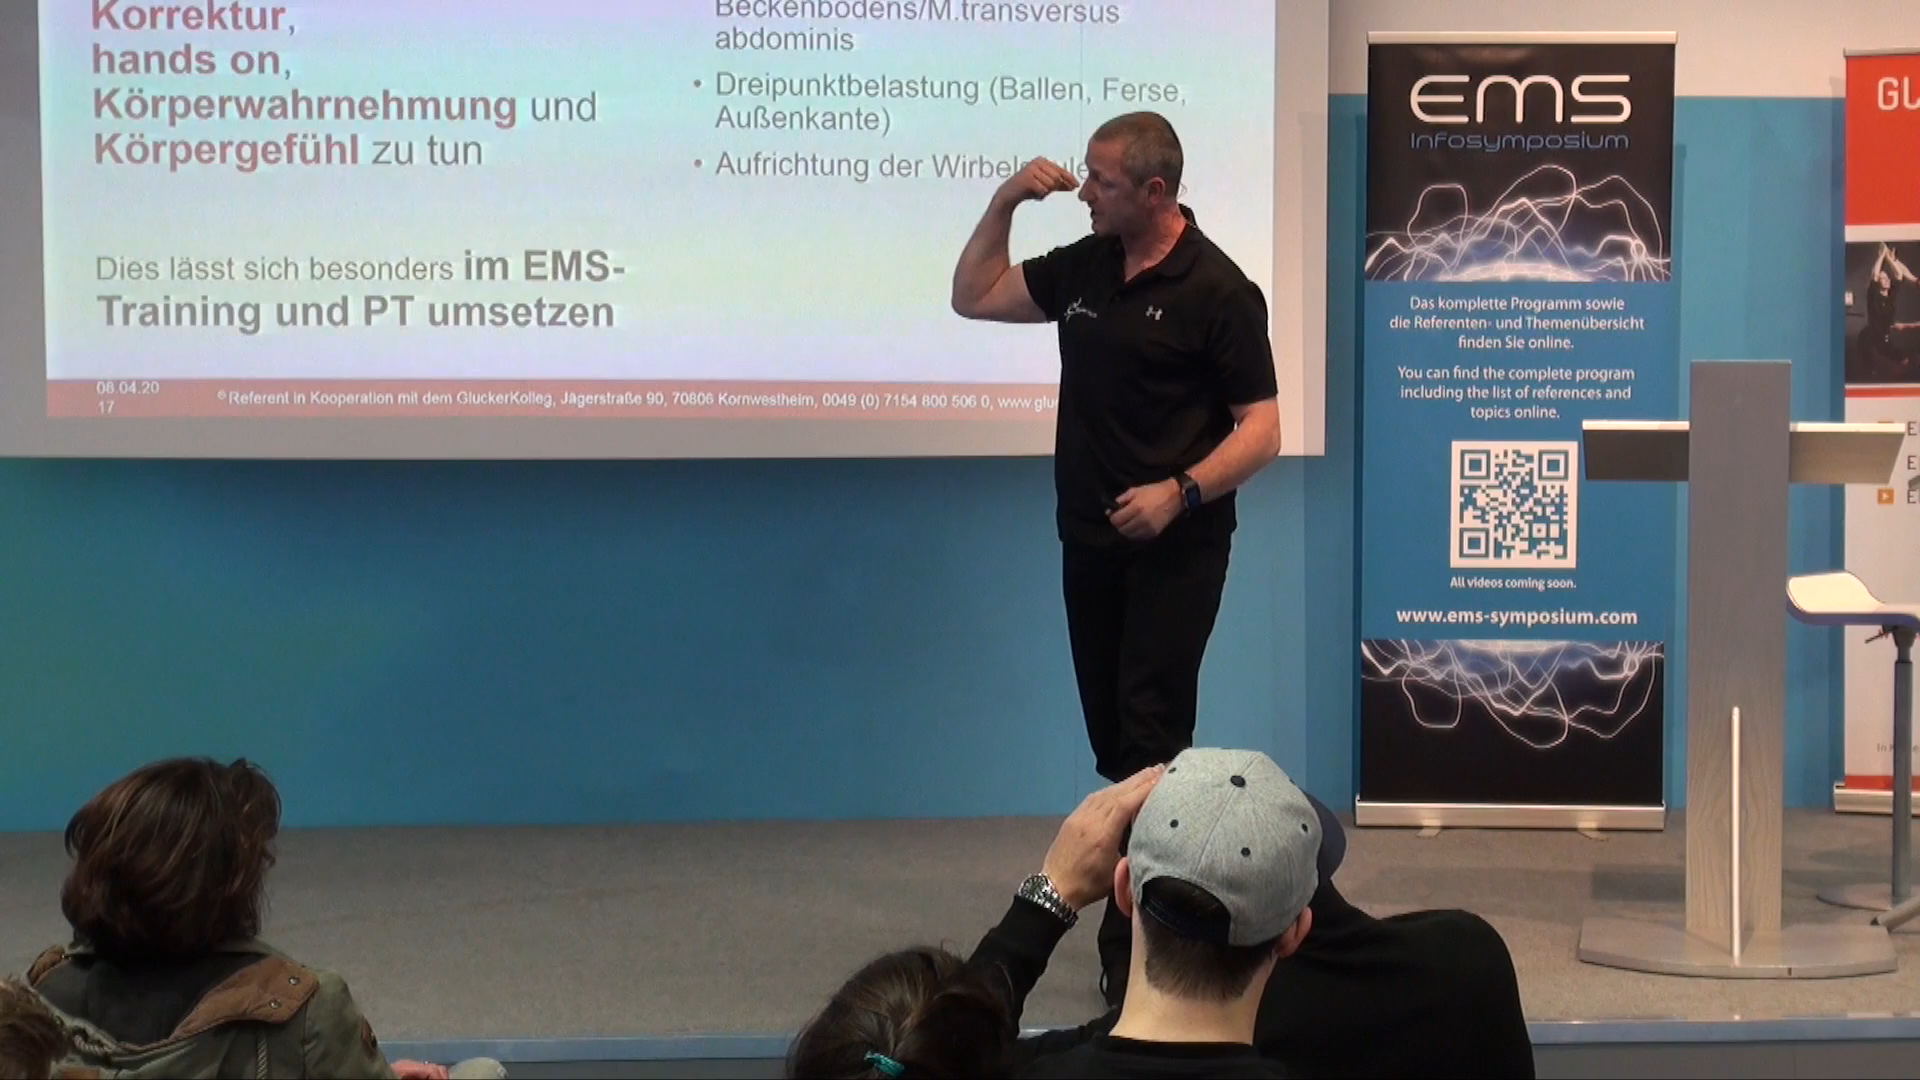 Korrektur,
hands on,
Körperwahrnehmung und
Körpergefühl zu tun
Dies lässt sich besonders im EMS-
Training und PT umsetzen
Beckenbodens/M.transversus
abdominis
• Dreipunktbelastung (Ballen, Ferse,
Außenkante)
• Aufrichtung der
06.04.20
17
© Referent in Kooperation mit dem GluckerKolleg, Jägerstraße 90, 70806 Kornwestheim, 0049 (0) 7154 800 506 0,
EMS
Infosymposium
Das komplette Programm sowie
die Referenten- und Themenübersicht
finden Sie online.
You can find the complete program
including the list of references and
topics online.
All videos coming soon.
www.ems-symposium.com